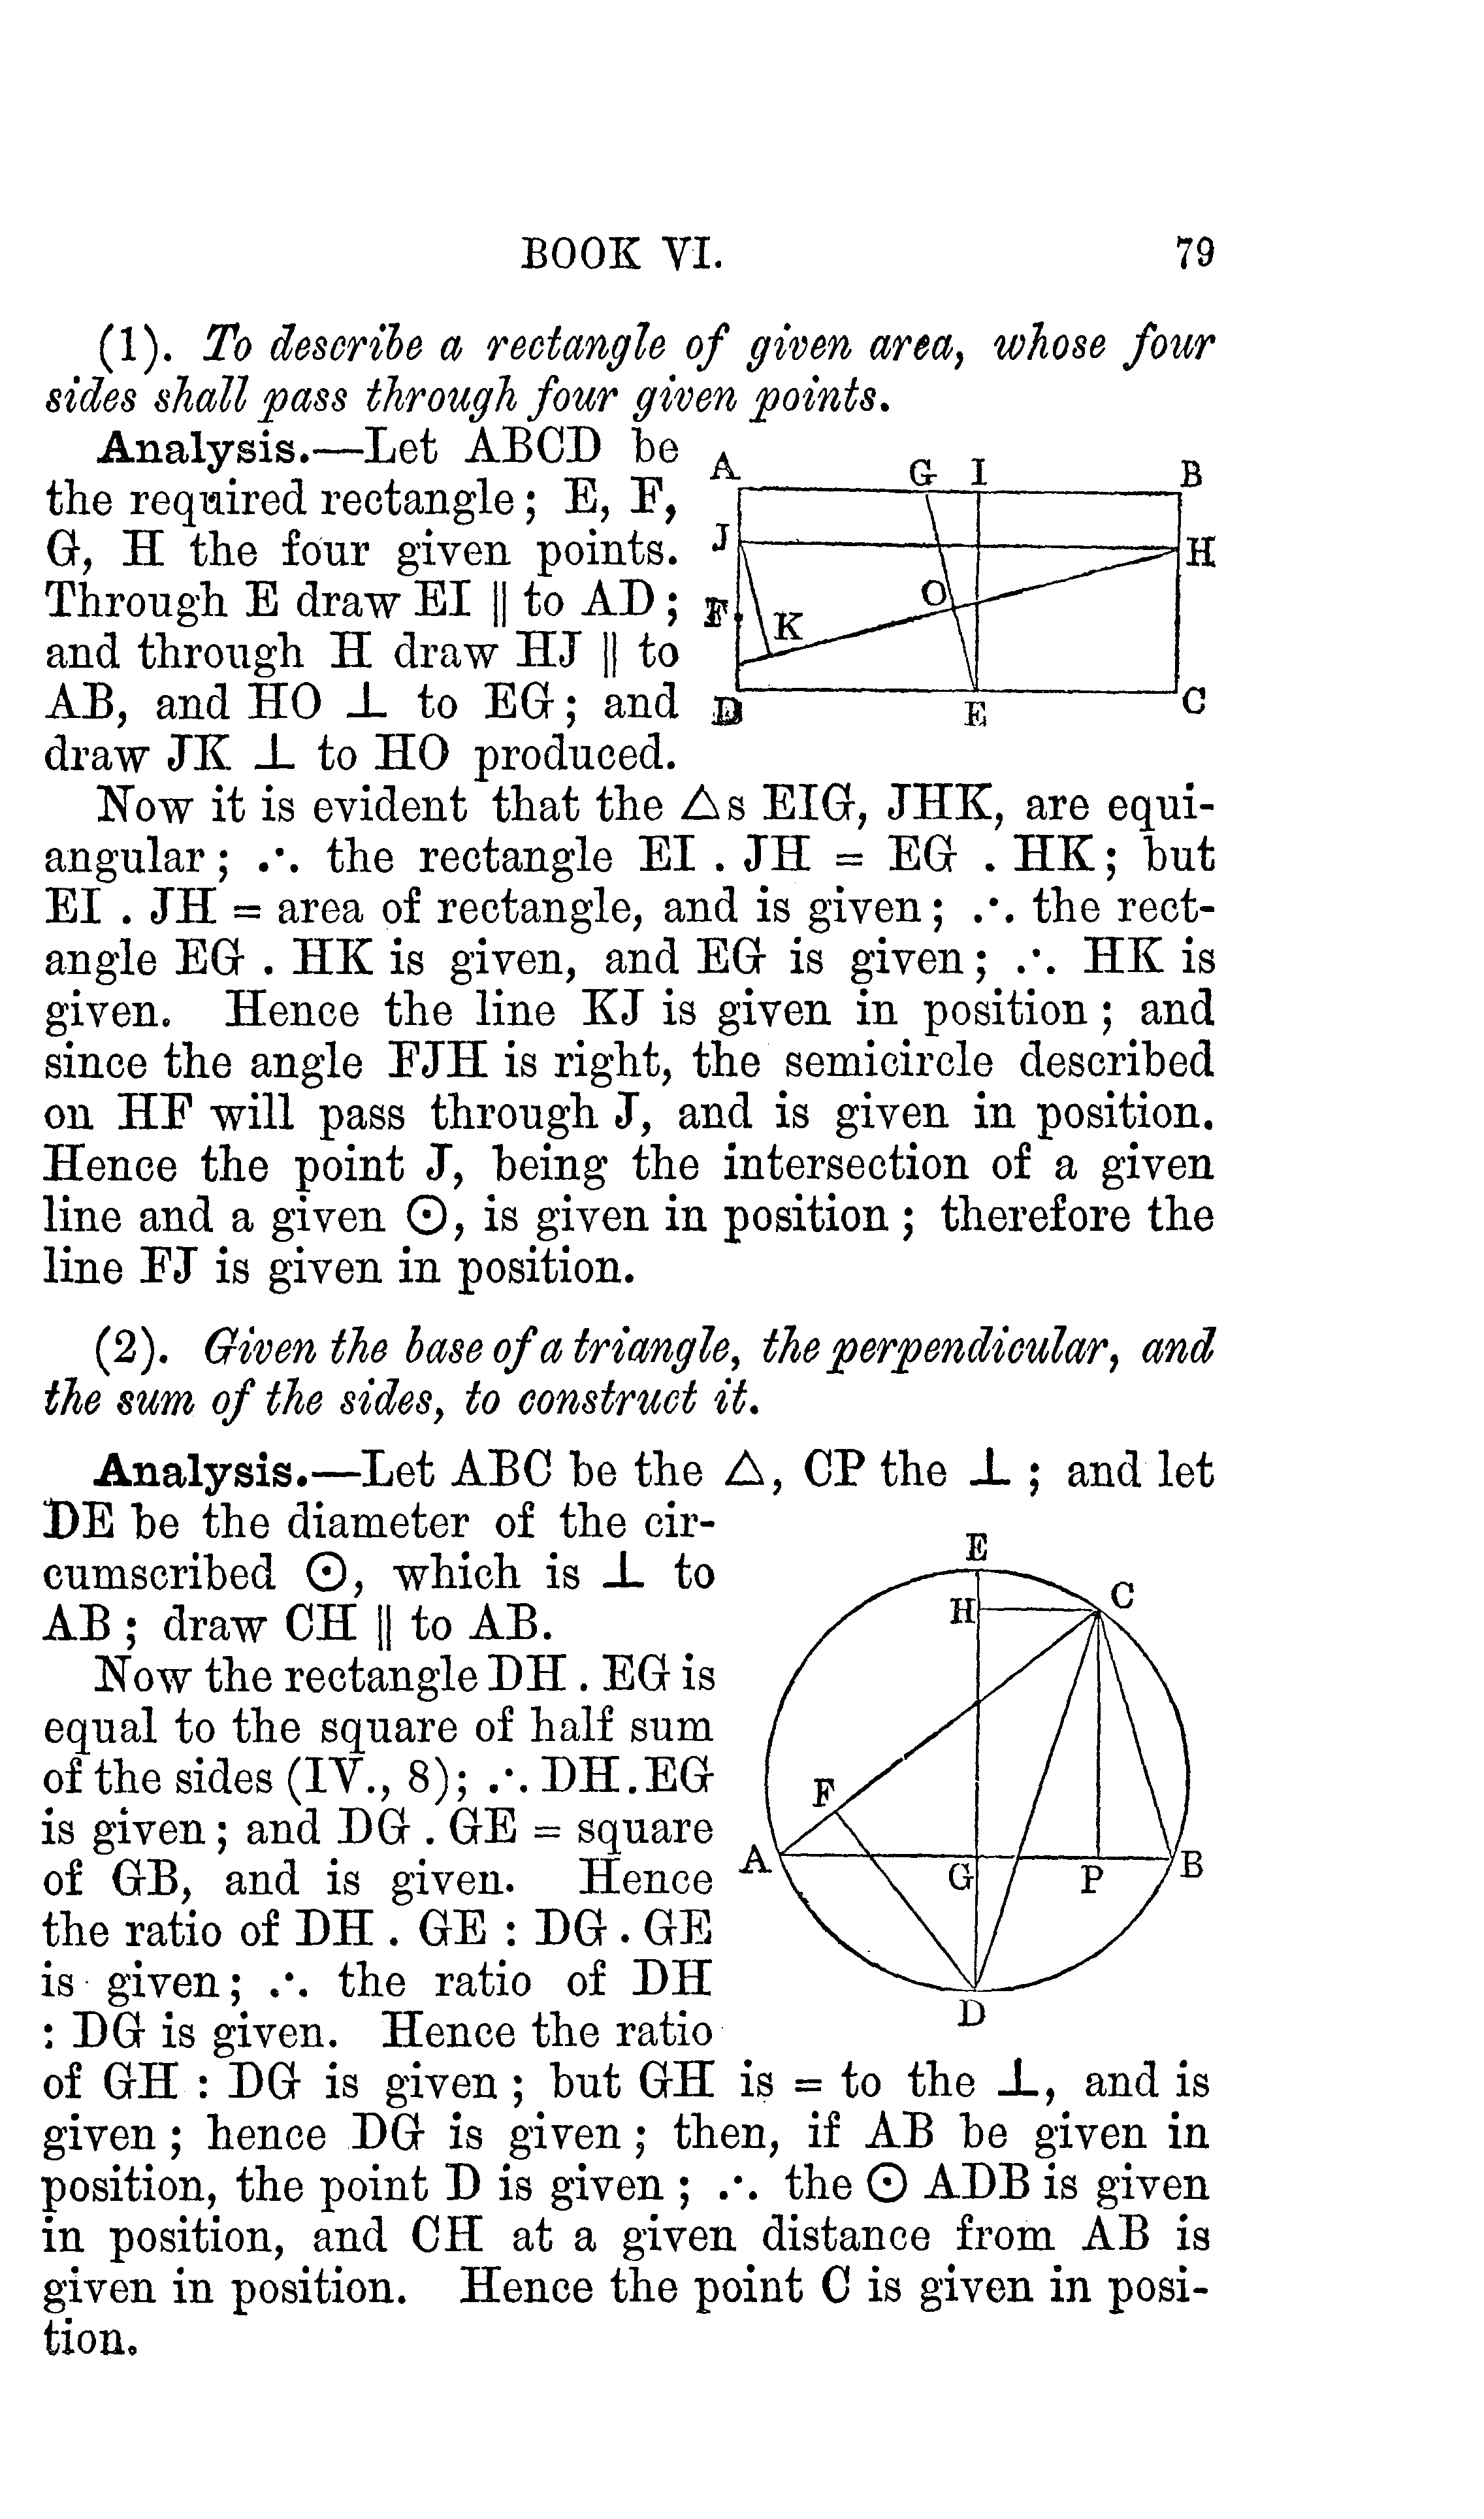 BOOK VI. 79
(1). To describe a rectangle of given area, whose four
sides shall pass through four given points.
Analysis.—Let ABCD be
the required rectangle; E, F,
G, H the four given points.
Through E draw EI || to AD;
and through H draw HJ || to
AB, and HO ⊥ to EG; and
draw JK ⊥ to HO produced.
A G I B
J H
F O
K
D E C
Now it is evident that the △s EIG, JHK, are equi-
angular; ∴ the rectangle EI . JH = EG . HK; but
EI . JH = area of rectangle, and is given; ∴ the rect-
angle EG . HK is given, and EG is given; ∴ HK is
given. Hence the line KJ is given in position; and
since the angle FJH is right, the semicircle described
on HF will pass through J, and is given in position.
Hence the point J, being the intersection of a given
line and a given ⊙, is given in position; therefore the
line FJ is given in position.
(2). Given the base of a triangle, the perpendicular, and
the sum of the sides, to construct it.
Analysis.—Let ABC be the △, CP the ⊥; and let
DE be the diameter of the cir-
cumscribed ⊙, which is ⊥ to
AB; draw CH || to AB.
Now the rectangle DH . EG is
equal to the square of half sum
of the sides (IV., 8); ∴ DH.EG
is given; and DG . GE = square
of GB, and is given. Hence
the ratio of DH . GE : DG . GE
is given; ∴ the ratio of DH
: DG is given. Hence the ratio
E
H C
F
A G P B
D
of GH : DG is given; but GH is = to the ⊥, and is
given; hence DG is given; then, if AB be given in
position, the point D is given; ∴ the ⊙ ADB is given
in position, and CH at a given distance from AB is
given in position. Hence the point C is given in posi-
tion.